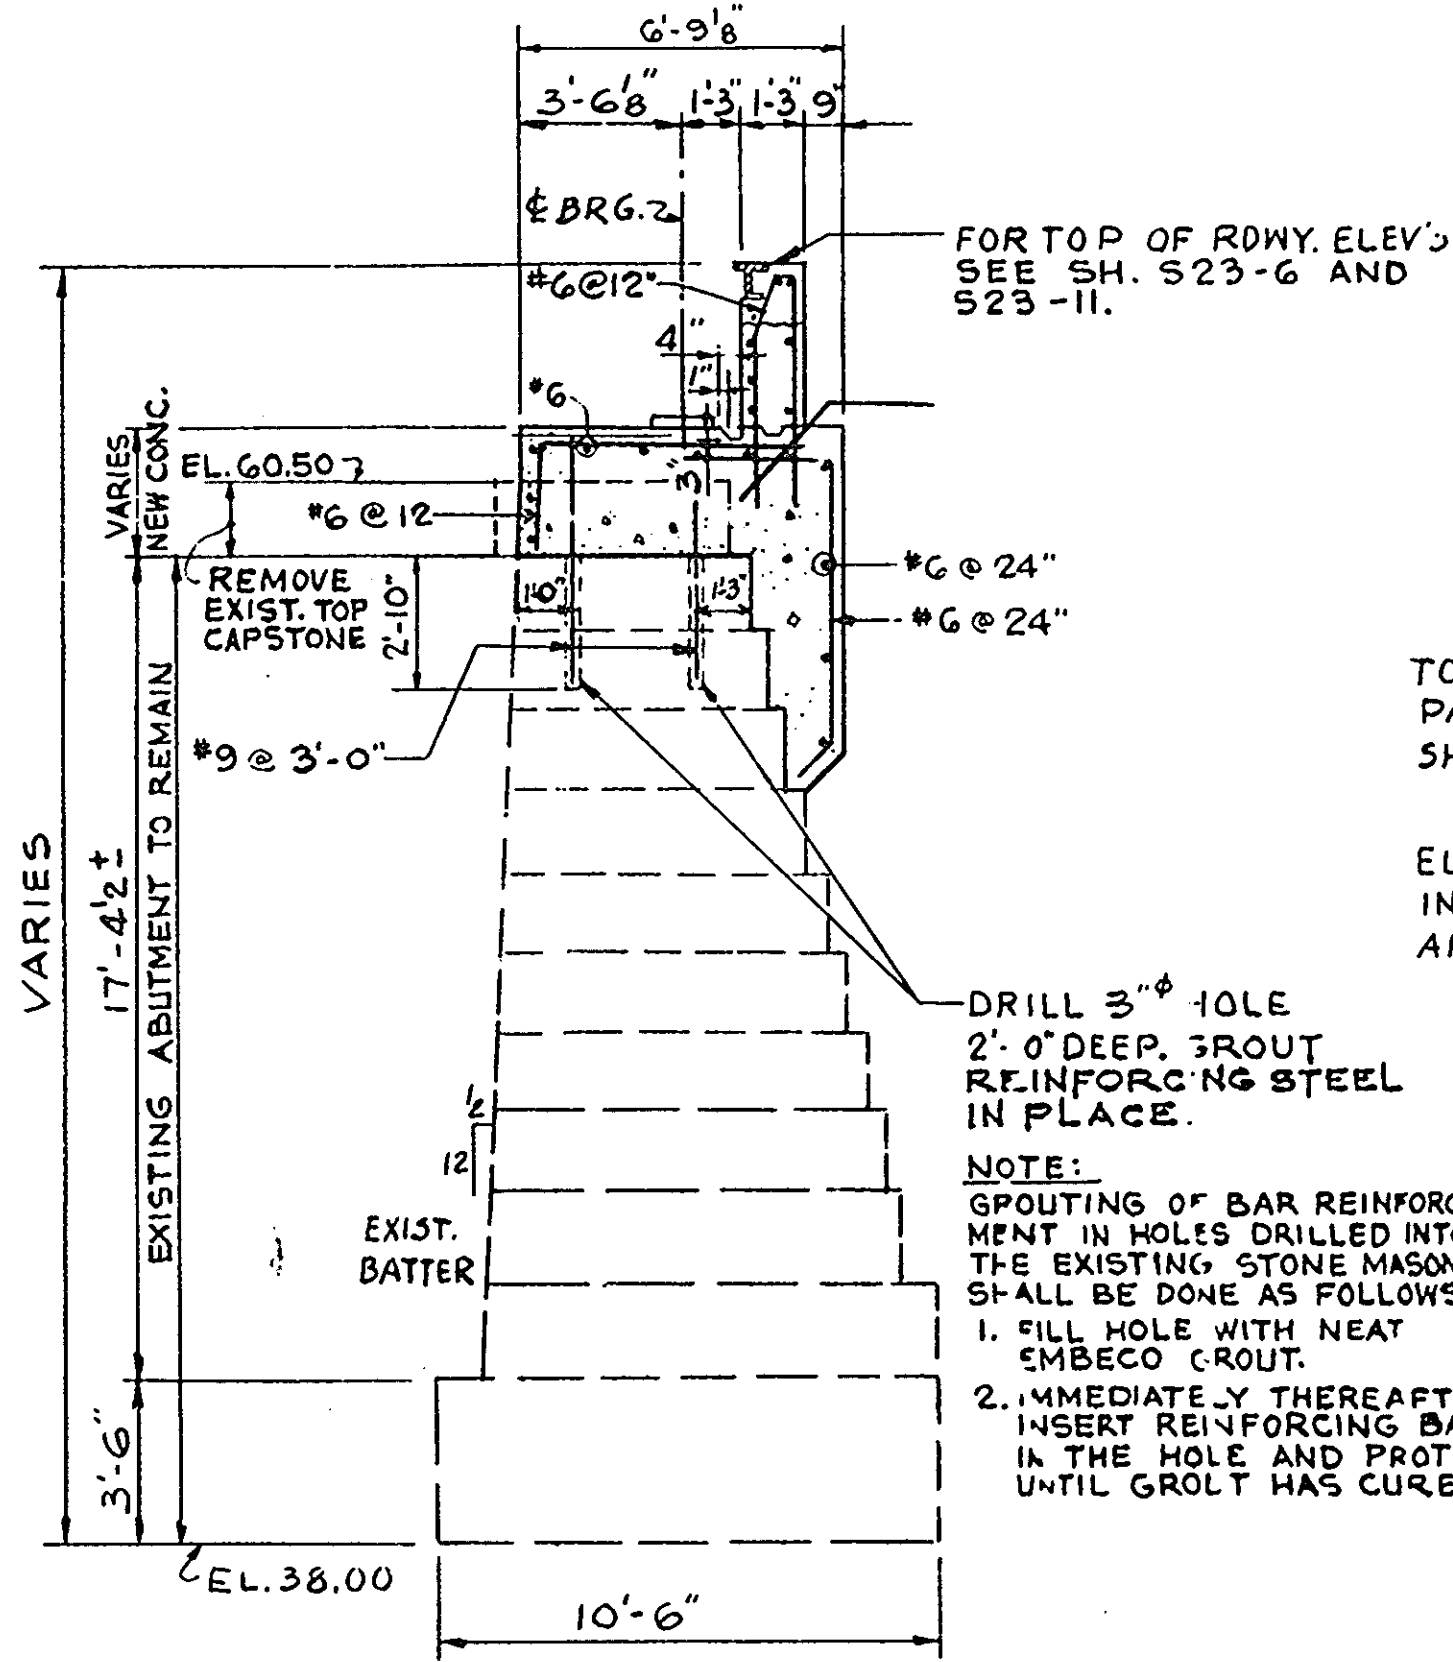 6'-9 1/8"
3'-6 1/8" 1'-3" 1'-3" 9"
℄ BRG.
FOR TOP OF RDWY. ELEV'S
SEE SH. S23-6 AND
S23-11.
#6@12"
4"
1"
#6
VARIES
NEW CONC.
EL. 60.50
3"
#6 @ 12
#6 @ 24"
#6 @ 24"
REMOVE
EXIST. TOP
CAPSTONE
2'-10"
1'-0"
1'-3"
#9 @ 3'-0"
VARIES
17'-4 1/2 ±
EXISTING ABUTMENT TO REMAIN
TO
PA
SH
EL
IN
A
DRILL 3"ϕ HOLE
2'-0" DEEP. GROUT
REINFORCING STEEL
IN PLACE.
1/2
12
EXIST.
BATTER
NOTE:
GROUTING OF BAR REINFORC
MENT IN HOLES DRILLED INTO
THE EXISTING STONE MASON
SHALL BE DONE AS FOLLOWS
1. FILL HOLE WITH NEAT
EMBECO GROUT.
2. IMMEDIATELY THEREAFT
INSERT REINFORCING BA
IN THE HOLE AND PROT
UNTIL GROUT HAS CURE
3'-6"
EL. 38.00
10'-6"